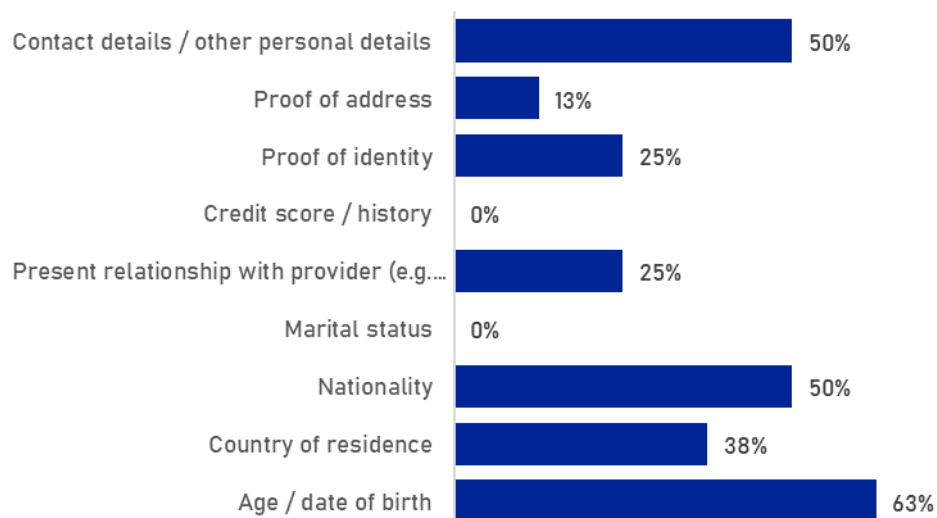 Contact details / other personal details 50%
Proof of address 13%
Proof of identity 25%
Credit score / history 0%
Present relationship with provider (e.g.... 25%
Marital status 0%
Nationality 50%
Country of residence 38%
Age / date of birth 63%